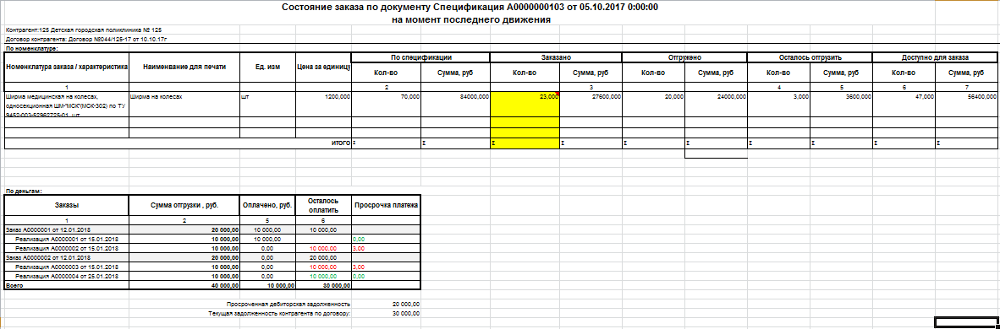 Состояние заказа по документу Спецификация А0000000103 от 05.10.2017 0:00:00
на момент последнего движения
Контрагент:125 Детская городская поликлиника № 125
Договор контрагента: Договор №044/125-17 от 10.10.17г
По номенклатуре:
Номенклатура заказа / характеристика Наименвание для печати Ед. изм Цена за единицу По спецификации Заказано Отгружено Осталось отгрузить Доступно для заказа
Кол-во Сумма, руб Кол-во Сумма, руб Кол-во Сумма, руб Кол-во Сумма, руб Кол-во Сумма, руб
1 2 3 4 5 6 7
Ширма медицинская на колесах, Ширма на колесах шт 1200,000 70,000 84000,000 23,000 27600,000 20,000 24000,000 3,000 3600,000 47,000 56400,000
односекционная ШМ-"МСК"(МСК-302) по ТУ
9452-003-52962725-01, шт
ИТОГО Σ Σ Σ Σ Σ Σ Σ Σ Σ Σ
По деньгам:
Заказы Сумма отгрузки , руб. Оплачено, руб. Осталось оплатить Просрочка платежа
1 2 5 6
Заказ А0000001 от 12.01.2018 20 000,00 10 000,00 10 000,00
Реализация А0000001 от 15.01.2018 10 000,00 10 000,00 0,00
Реализация А0000002 от 15.01.2018 10 000,00 0,00 10 000,00 3,00
Заказ А0000002 от 12.01.2018 20 000,00 0,00 20 000,00
Реализация А0000003 от 15.01.2018 10 000,00 0,00 10 000,00 3,00
Реализация А0000004 от 25.01.2018 10 000,00 0,00 10 000,00 0,00
Всего 40 000,00 10 000,00 30 000,00
Просроченная дебиторская задолженность 20 000,00
Текущая задолженность контрагента по договору: 30 000,00